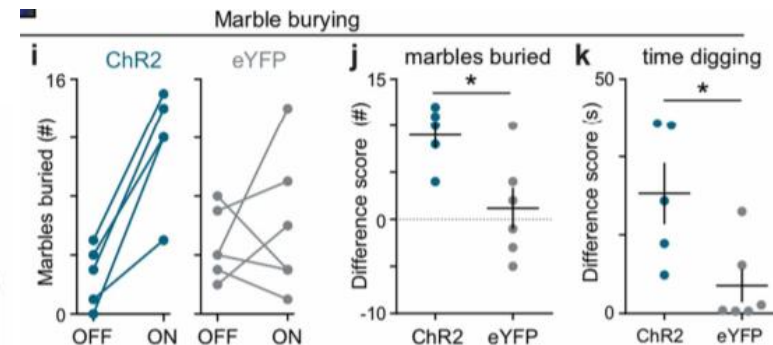 Marble burying
i
ChR2
eYFP
Marbles buried (#)
16
0
OFF
ON
OFF
ON
j
marbles buried
*
Difference score (#)
15
0
-10
ChR2
eYFP
k
time digging
*
Difference score (s)
50
0
ChR2
eYFP